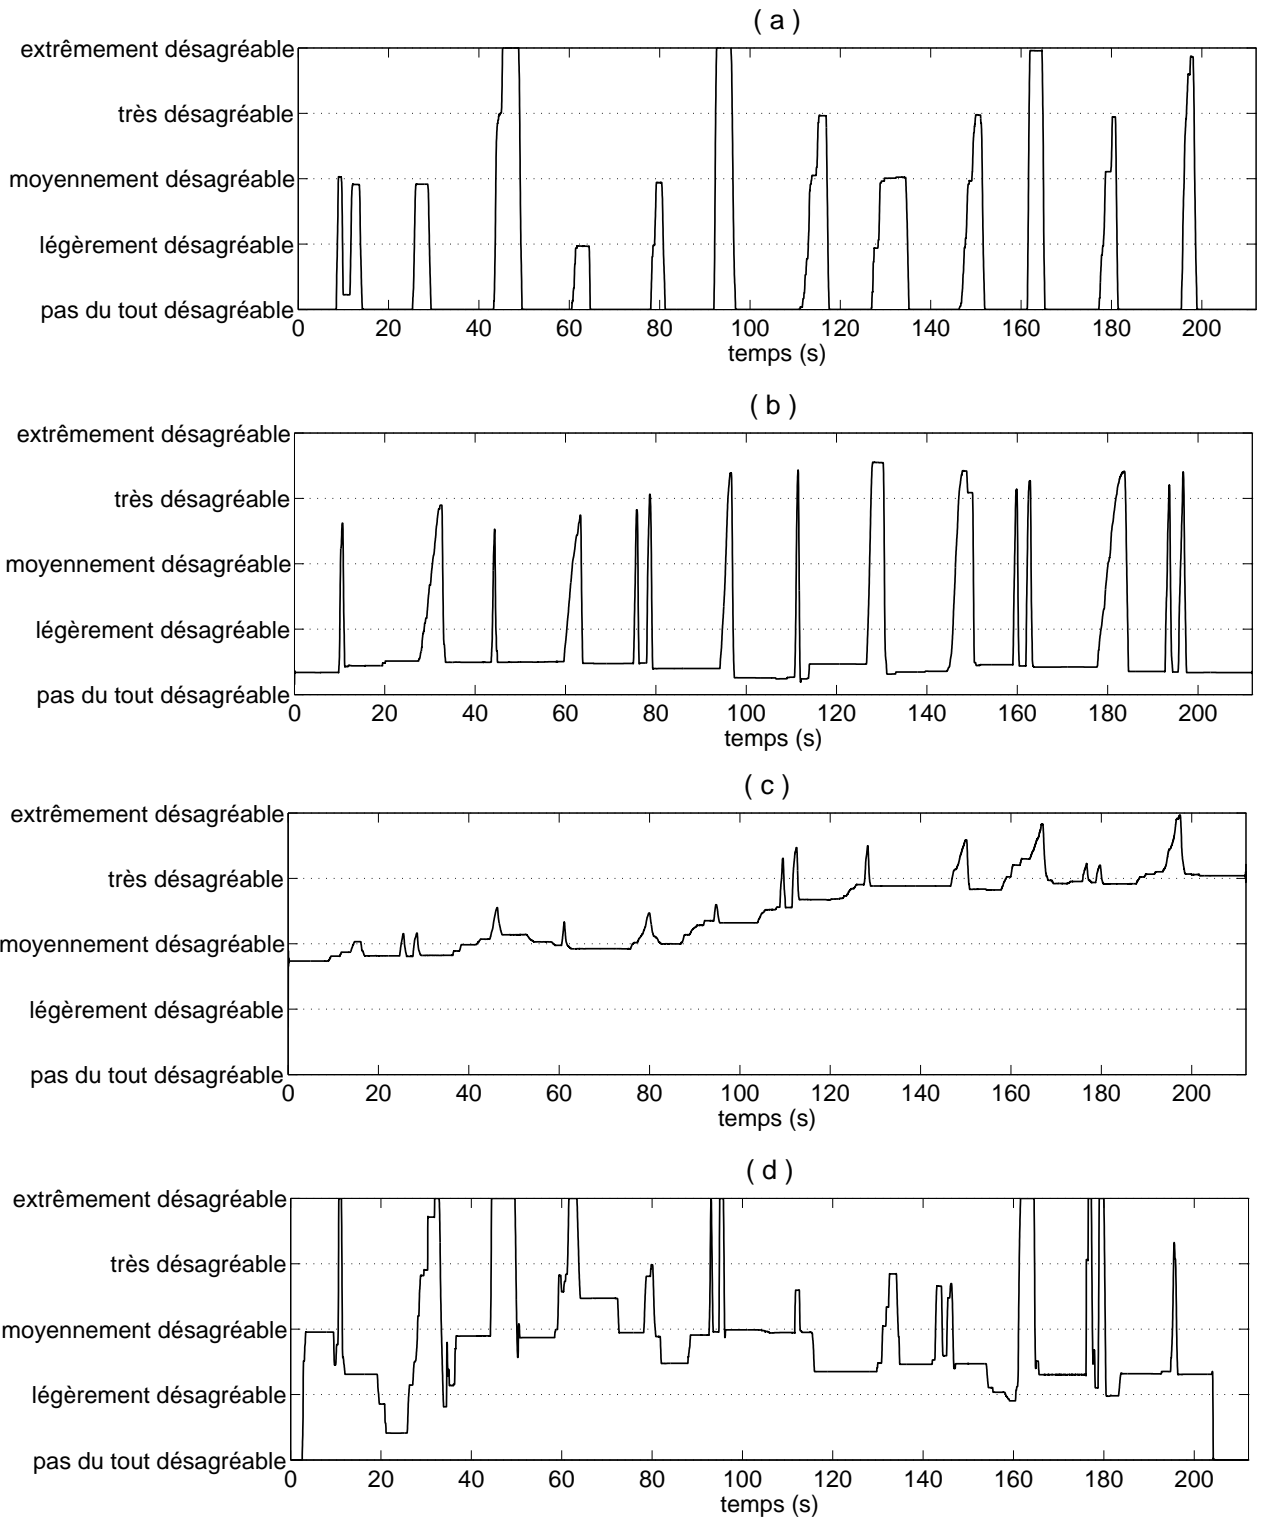 ( a )
extrêmement désagréable
très désagréable
moyennement désagréable
légèrement désagréable
pas du tout désagréable
0 20 40 60 80 100 120 140 160 180 200
temps (s)
( b )
extrêmement désagréable
très désagréable
moyennement désagréable
légèrement désagréable
pas du tout désagréable
0 20 40 60 80 100 120 140 160 180 200
temps (s)
( c )
extrêmement désagréable
très désagréable
moyennement désagréable
légèrement désagréable
pas du tout désagréable
0 20 40 60 80 100 120 140 160 180 200
temps (s)
( d )
extrêmement désagréable
très désagréable
moyennement désagréable
légèrement désagréable
pas du tout désagréable
0 20 40 60 80 100 120 140 160 180 200
temps (s)